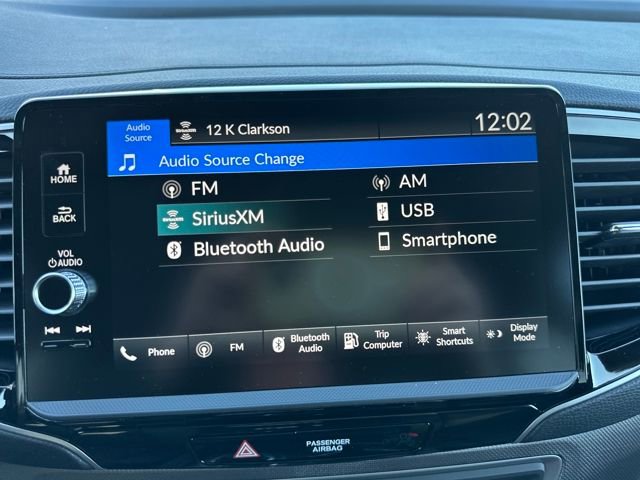 Audio
Source
SiriusXM
12 K Clarkson
12:02
Audio Source Change
FM
AM
SiriusXM
USB
Bluetooth Audio
Smartphone
HOME
BACK
VOL
AUDIO
Phone
FM
Bluetooth
Audio
Trip
Computer
Smart
Shortcuts
Display
Mode
PASSENGER
AIRBAG